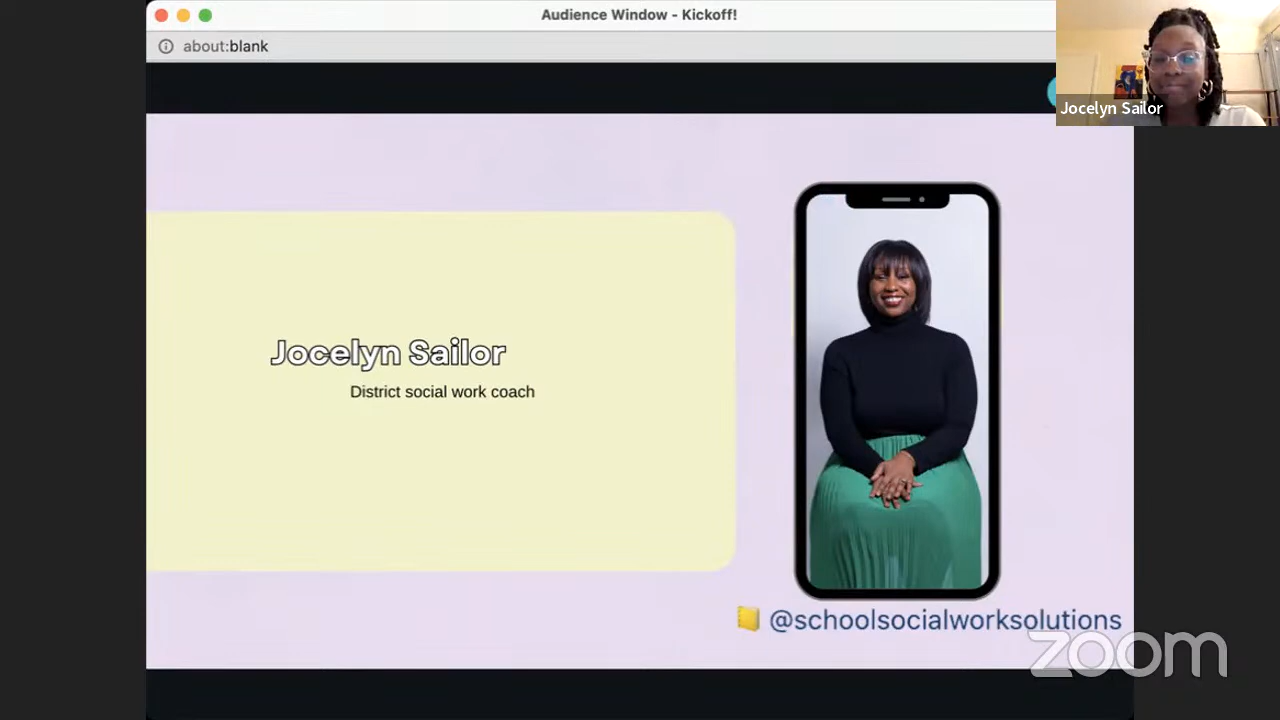 Audience Window - Kickoff!
about:blank
Jocelyn Sailor
Jocelyn Sailor
District social work coach
@schoolsocialworksolutions
zoom